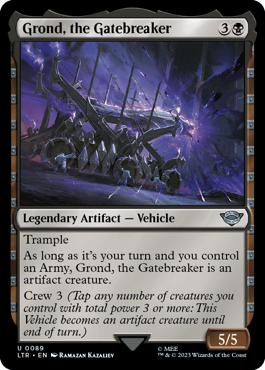 Grond, the Gatebreaker 3
Legendary Artifact — Vehicle
Trample
As long as it's your turn and you control
an Army, Grond, the Gatebreaker is an
artifact creature.
Crew 3 (Tap any number of creatures you
control with total power 3 or more: This
Vehicle becomes an artifact creature until
end of turn.)
5/5
U 0089
LTR • EN RAMAZAN KAZALIEV
© MEE
™ & © 2023 Wizards of the Coast